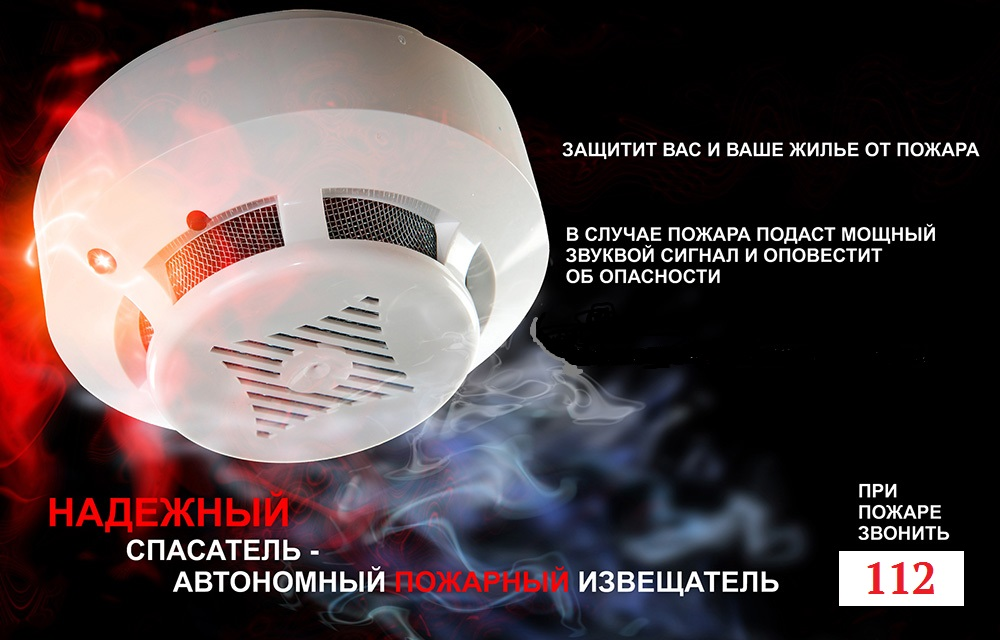 ЗАЩИТИТ ВАС И ВАШЕ ЖИЛЬЕ ОТ ПОЖАРА
В СЛУЧАЕ ПОЖАРА ПОДАСТ МОЩНЫЙ
ЗВУКВОЙ СИГНАЛ И ОПОВЕСТИТ
ОБ ОПАСНОСТИ
НАДЕЖНЫЙ
СПАСАТЕЛЬ -
АВТОНОМНЫЙ ПОЖАРНЫЙ ИЗВЕЩАТЕЛЬ
ПРИ
ПОЖАРЕ
ЗВОНИТЬ
112